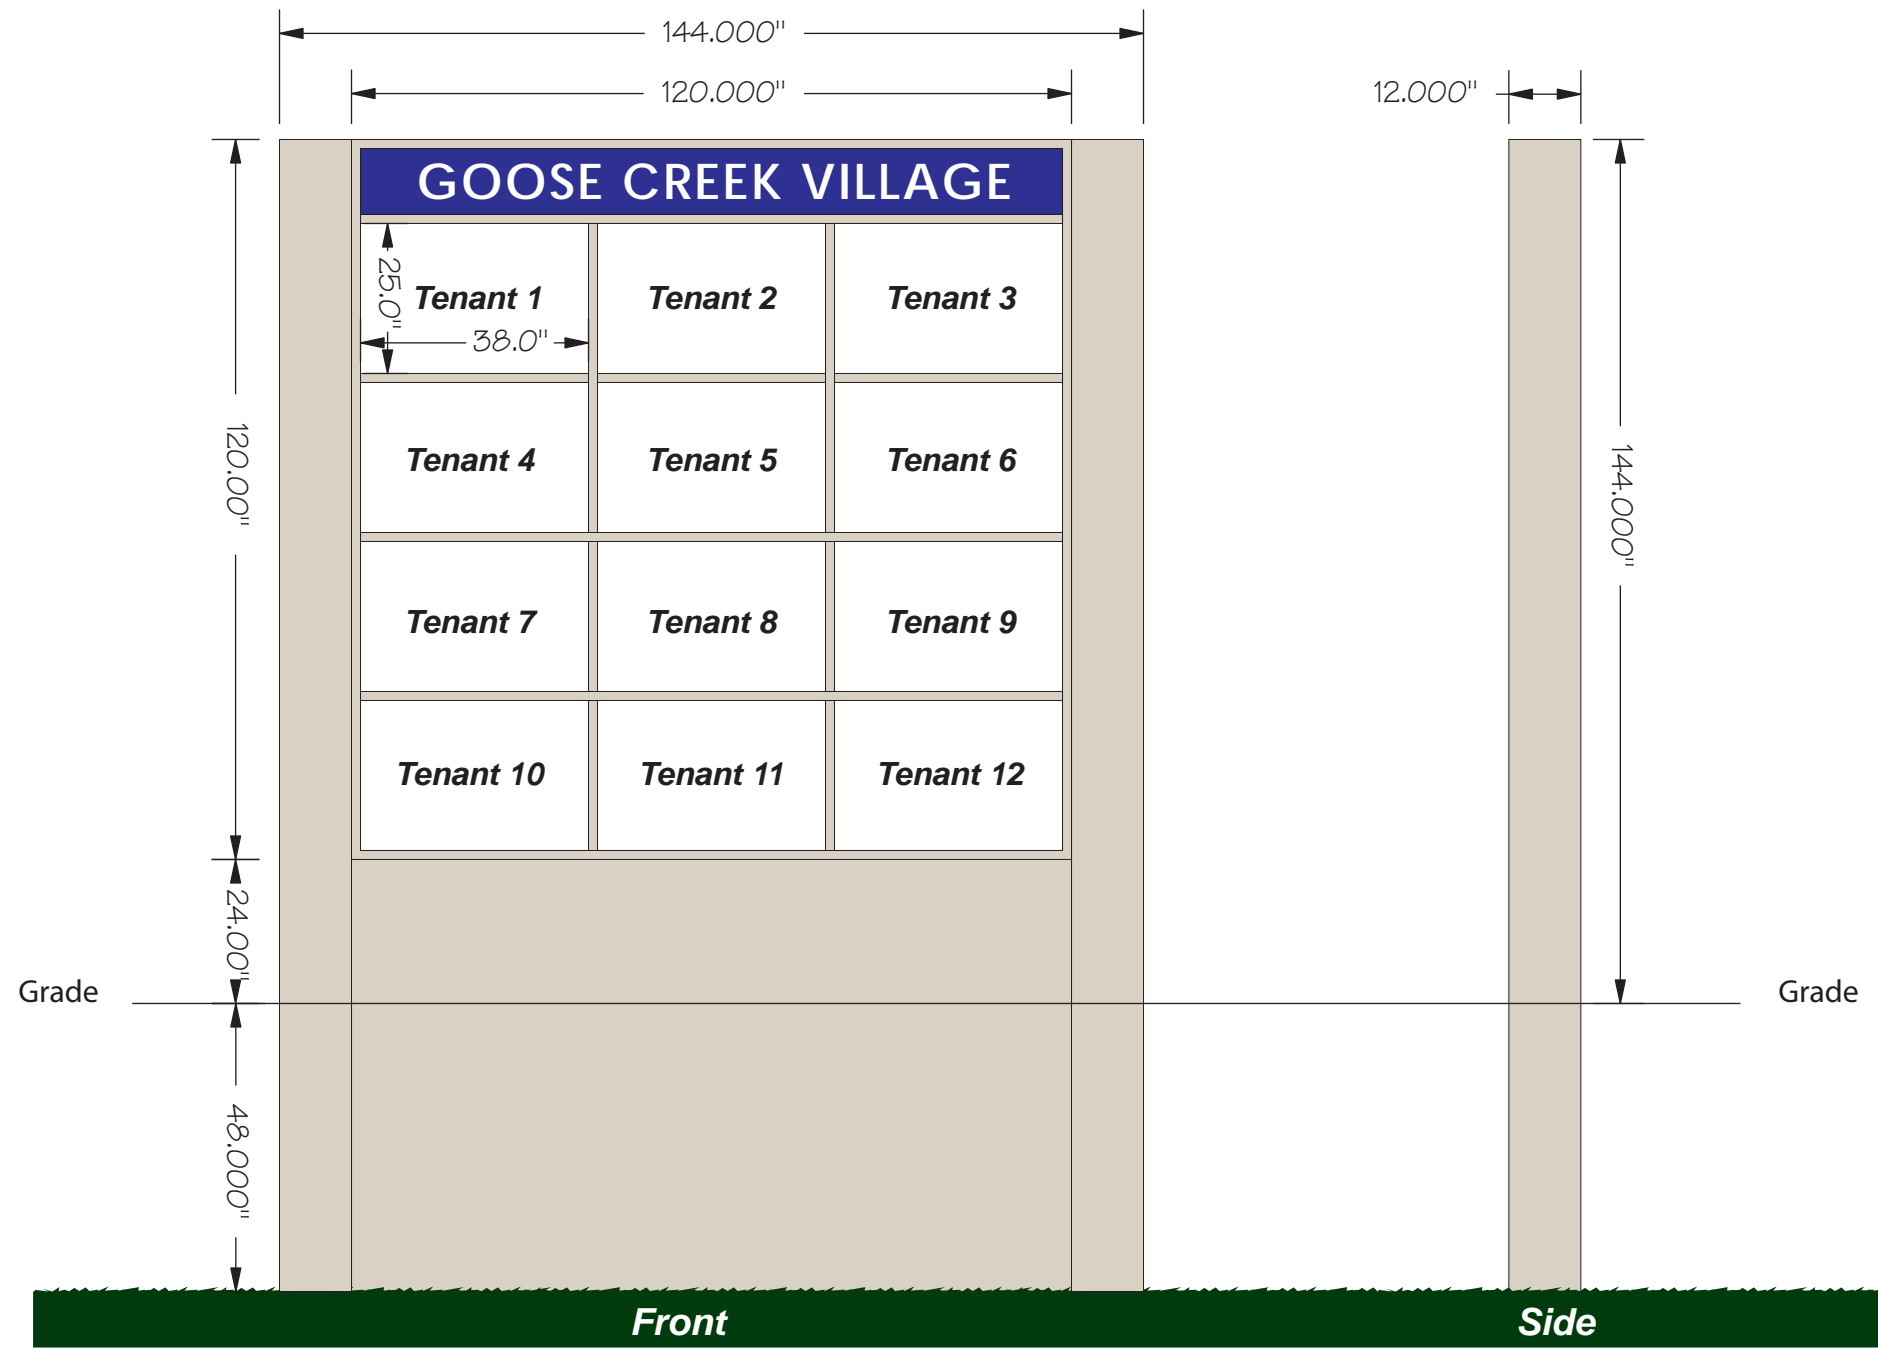 144.000"
120.000"
12.000"
GOOSE CREEK VILLAGE
25.0"
Tenant 1
Tenant 2
Tenant 3
38.0"
120.00"
Tenant 4
Tenant 5
Tenant 6
144.000"
Tenant 7
Tenant 8
Tenant 9
Tenant 10
Tenant 11
Tenant 12
24.00"
Grade
Grade
48.000"
Front
Side